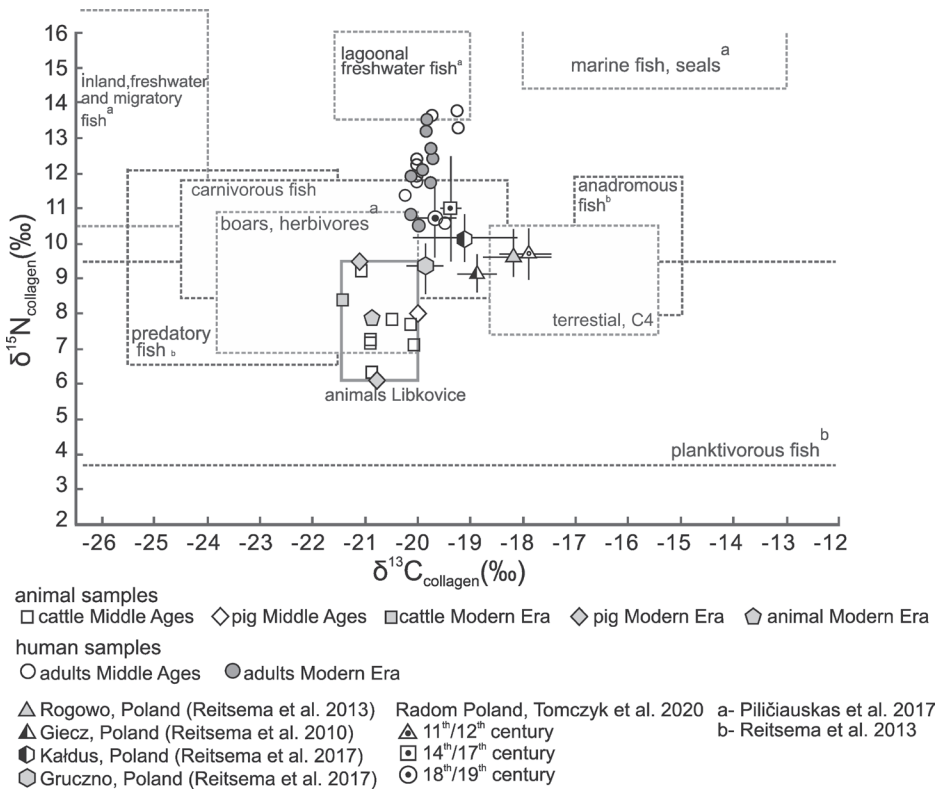 16
15
14
13
12
11
10
9
8
7
6
5
4
3
2
δ15Ncollagen(‰)
lagoonal
freshwater fish a
marine fish, seals a
inland,freshwater
and migratory
fish a
carnivorous fish
anadromous
fish b
boars, herbivores a
predatory
fish b
terrestial, C4
animals Libkovice
planktivorous fish b
-26 -25 -24 -23 -22 -21 -20 -19 -18 -17 -16 -15 -14 -13 -12
δ13Ccollagen(‰)
animal samples
cattle Middle Ages pig Middle Ages cattle Modern Era pig Modern Era animal Modern Era
human samples
adults Middle Ages adults Modern Era
Rogowo, Poland (Reitsema et al. 2013)
Giecz, Poland (Reitsema et al. 2010)
Kałdus, Poland (Reitsema et al. 2017)
Gruczno, Poland (Reitsema et al. 2017)
Radom Poland, Tomczyk et al. 2020
11th/12th century
14th/17th century
18th/19th century
a- Piličiauskas et al. 2017
b- Reitsema et al. 2013